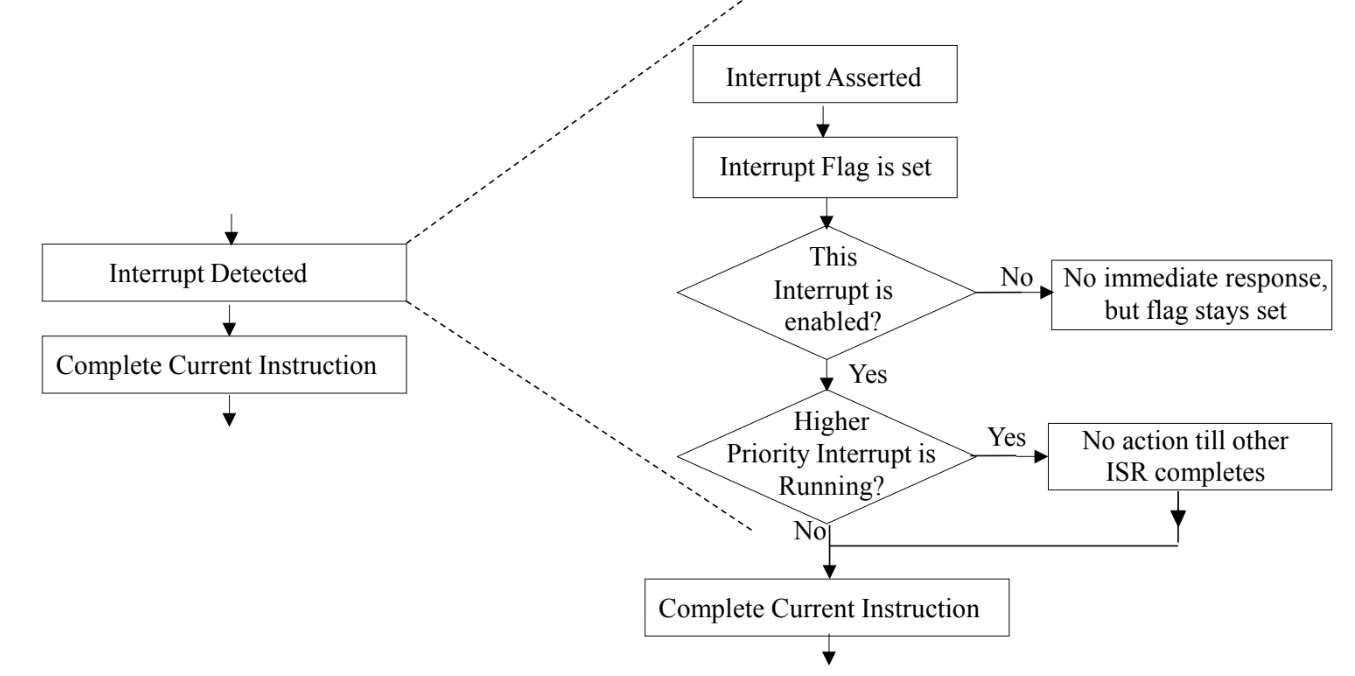 Interrupt Detected
Complete Current Instruction
Interrupt Asserted
Interrupt Flag is set
This
Interrupt is
enabled?
No
No immediate response,
but flag stays set
Yes
Higher
Priority Interrupt is
Running?
Yes
No action till other
ISR completes
No
Complete Current Instruction